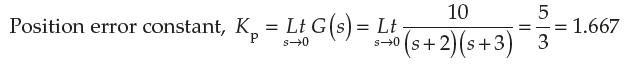 Position error constant, K_p = Lt_{s→0} G(s) = Lt_{s→0} 10/((s+2)(s+3)) = 5/3 = 1.667